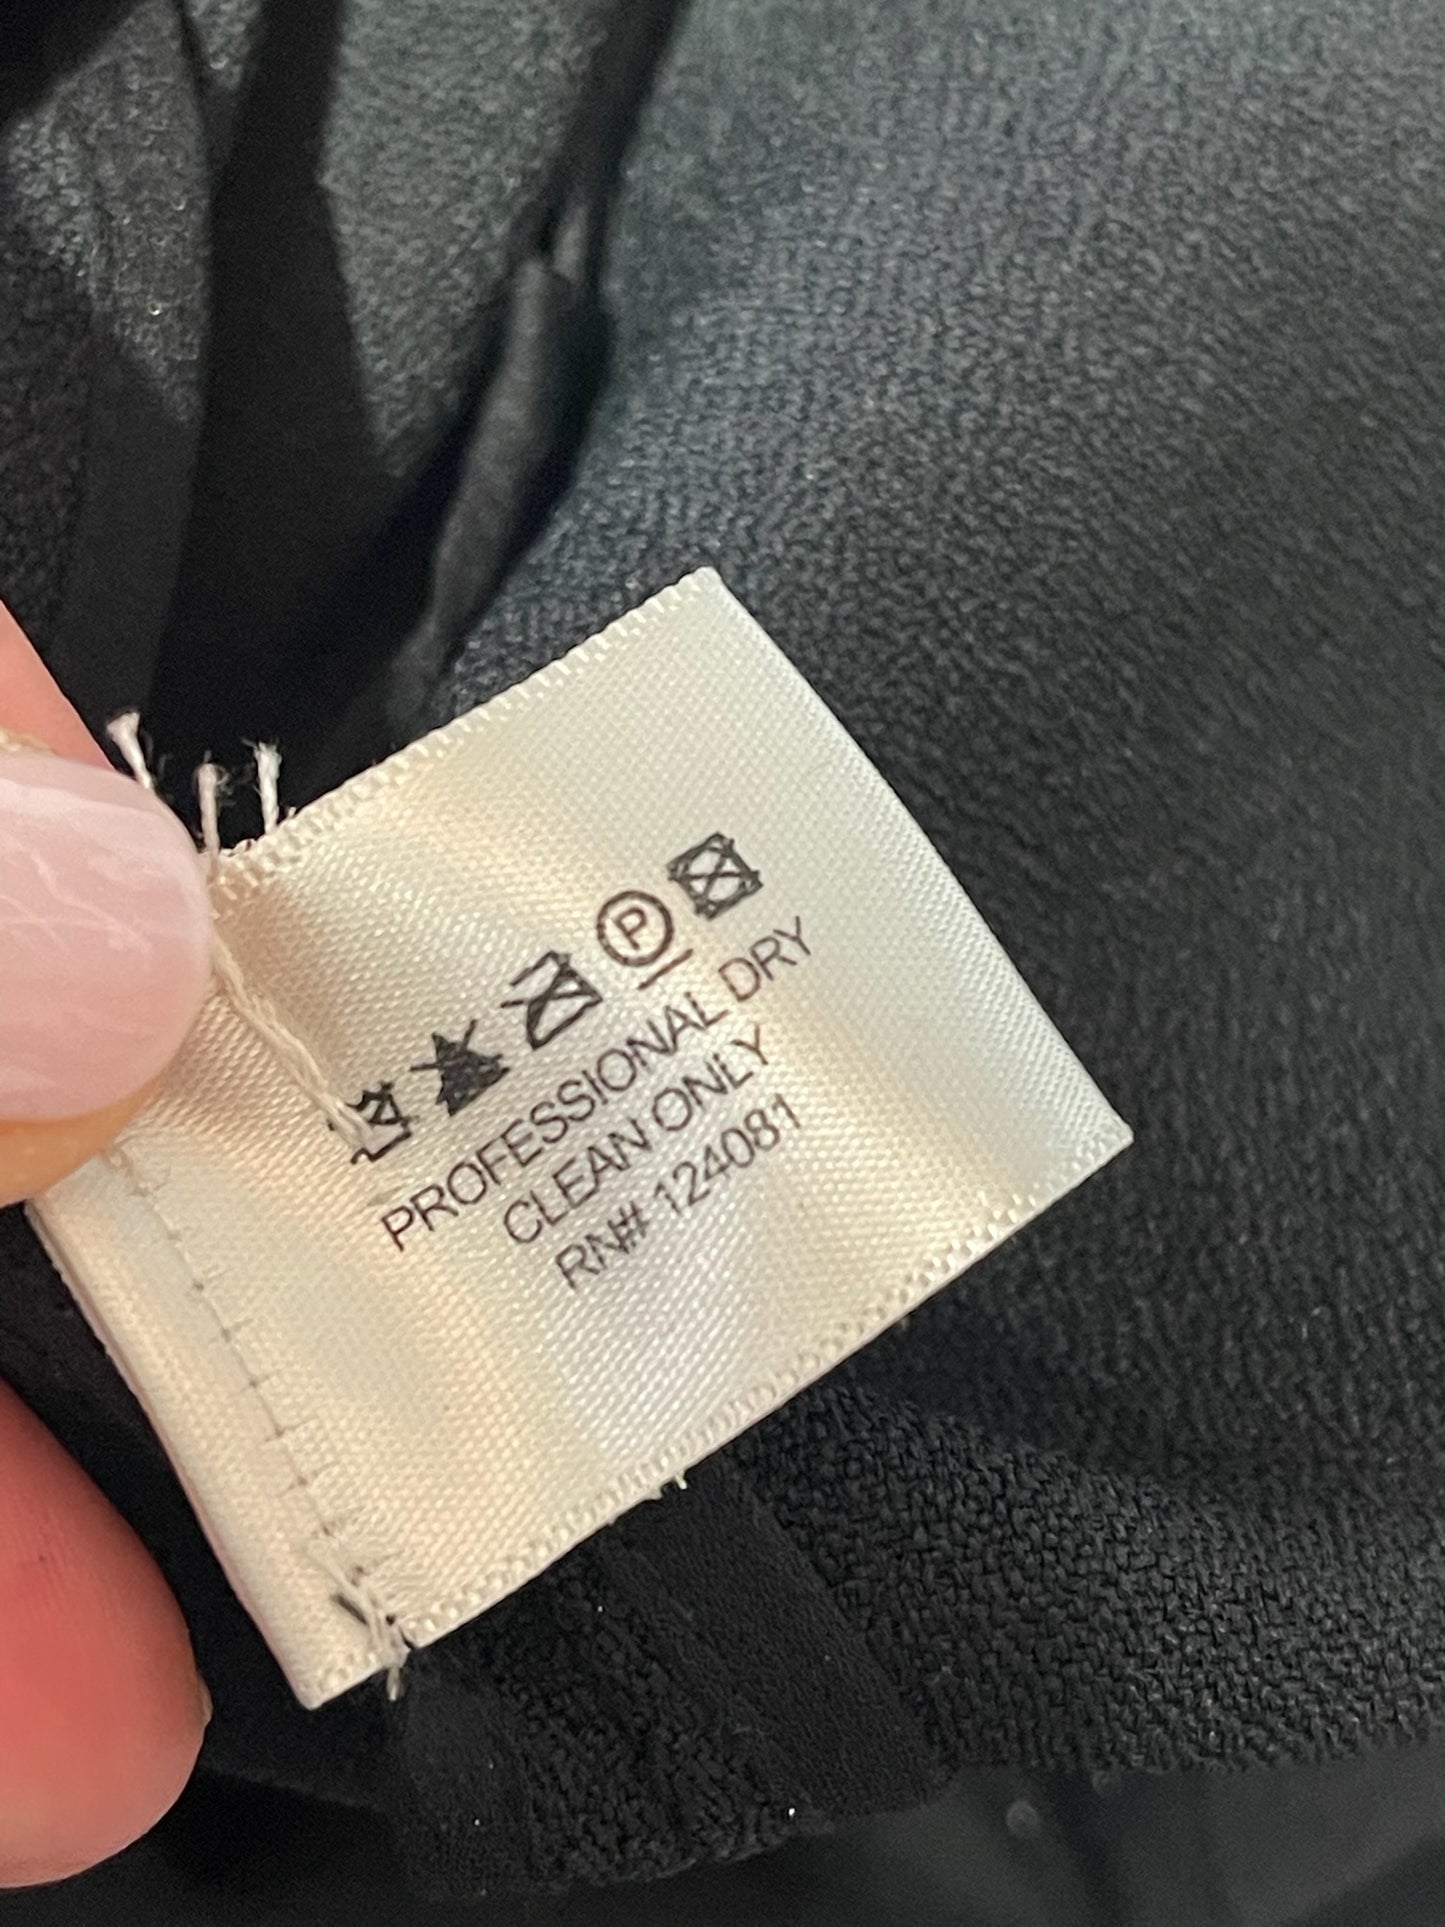 P
PROFESSIONAL DRY
CLEAN ONLY
RN# 124081